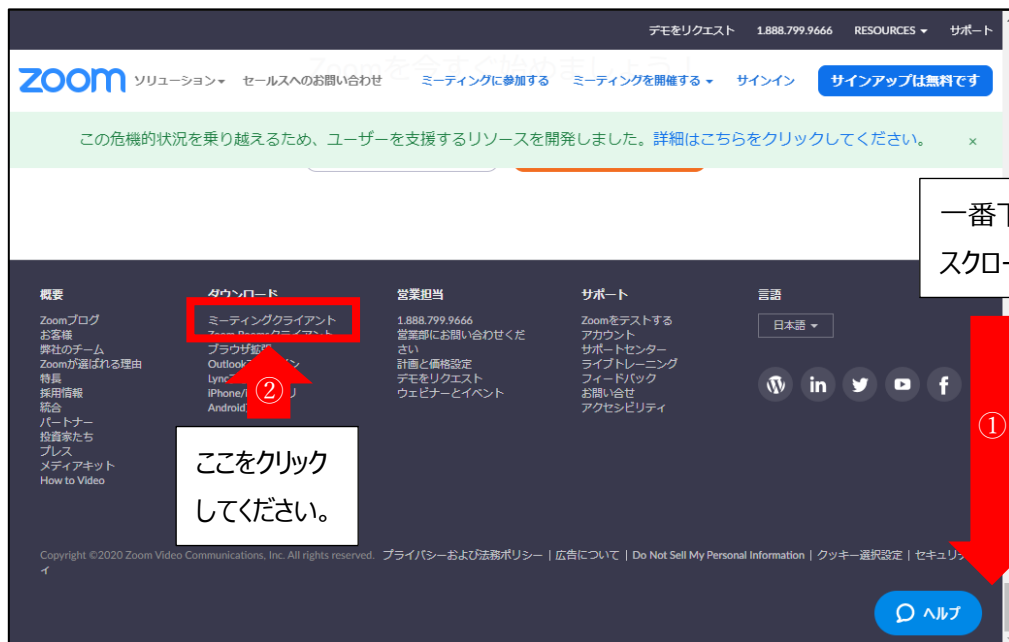 デモをリクエスト 1.888.799.9666 RESOURCES サポート
zoom ソリューション セールスへのお問い合わせ ミーティングに参加する ミーティングを開催する サインイン サインアップは無料です
この危機的状況を乗り越えるため、ユーザーを支援するリソースを開発しました。詳細はこちらをクリックしてください。 ×
一番下
スクロー
概要
Zoomブログ
お客様
弊社のチーム
Zoomが選ばれる理由
特長
採用情報
統合
パートナー
投資家たち
プレス
メディアキット
How to Video
ダウンロード
ミーティングクライアント
Zoom Roomsクライアント
ブラウザ拡張
Outlook
Lync
iPhone/i
Android
②
ここをクリック
してください。
営業担当
1.888.799.9666
営業部にお問い合わせくだ
さい
計画と価格設定
デモをリクエスト
ウェビナーとイベント
サポート
Zoomをテストする
アカウント
サポートセンター
ライブトレーニング
フィードバック
お問い合せ
アクセシビリティ
言語
日本語
①
Copyright ©2020 Zoom Video Communications, Inc. All rights reserved. プライバシーおよび法務ポリシー | 広告について | Do Not Sell My Personal Information | クッキー選択設定 | セキュリテ
ィ
ヘルプ